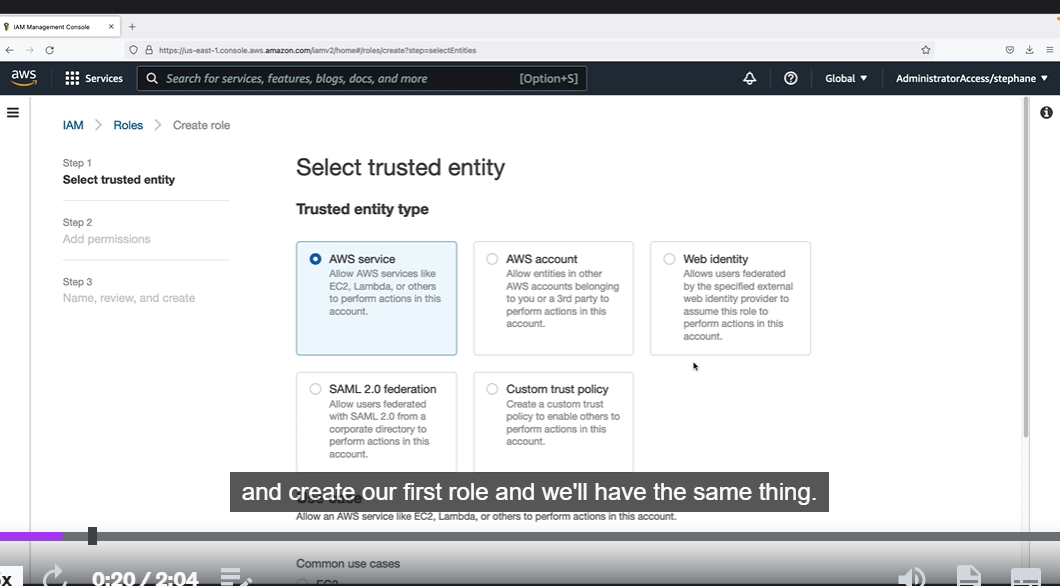 IAM Management Console
https://us-east-1.console.aws.amazon.com/iamv2/home#/roles/create?step=selectEntities
aws
Services
Search for services, features, blogs, docs, and more
[Option+S]
Global
AdministratorAccess/stephane
IAM
Roles
Create role
Step 1
Select trusted entity
Step 2
Add permissions
Step 3
Name, review, and create
Select trusted entity
Trusted entity type
AWS service
Allow AWS services like
EC2, Lambda, or others
to perform actions in this
account.
AWS account
Allow entities in other
AWS accounts belonging
to you or a 3rd party to
perform actions in this
account.
Web identity
Allows users federated
by the specified external
web identity provider to
assume this role to
perform actions in this
account.
SAML 2.0 federation
Allow users federated
with SAML 2.0 from a
corporate directory to
perform actions in this
account.
Custom trust policy
Create a custom trust
policy to enable others to
perform actions in this
account.
and create our first role and we'll have the same thing.
Allow an AWS service like EC2, Lambda, or others to perform actions in this account.
Common use cases
EC2
0:20 / 2:04